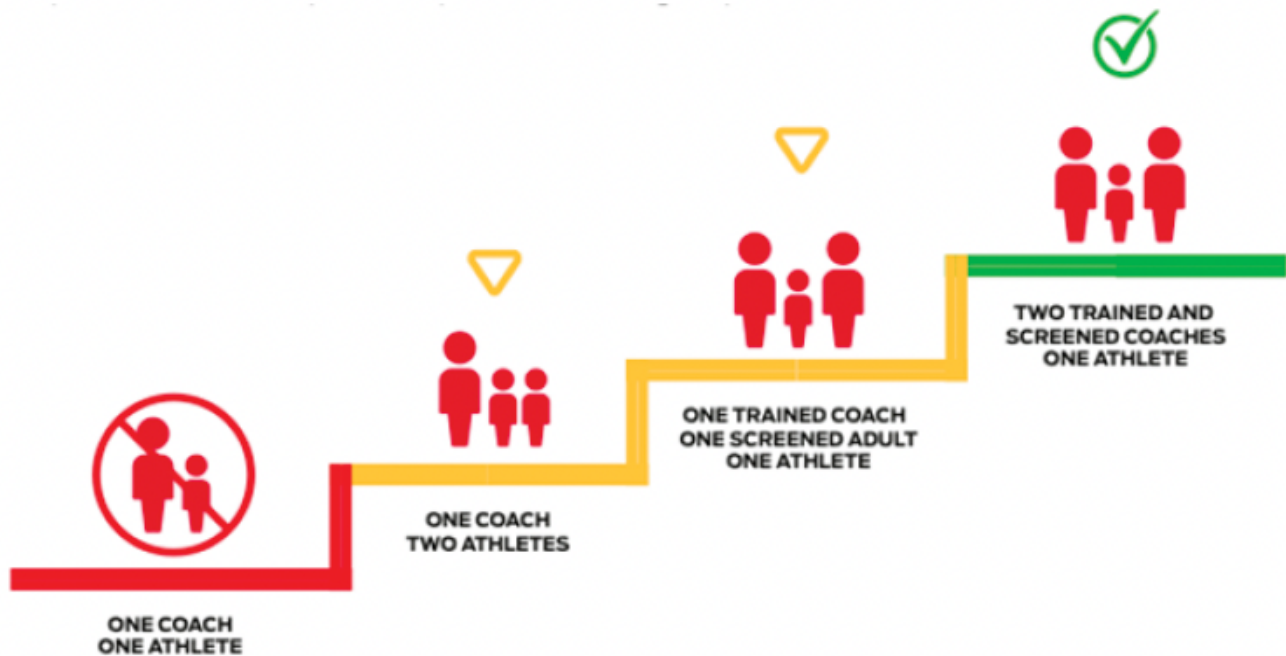 ONE COACH
ONE ATHLETE
ONE COACH
TWO ATHLETES
ONE TRAINED COACH
ONE SCREENED ADULT
ONE ATHLETE
TWO TRAINED AND
SCREENED COACHES
ONE ATHLETE